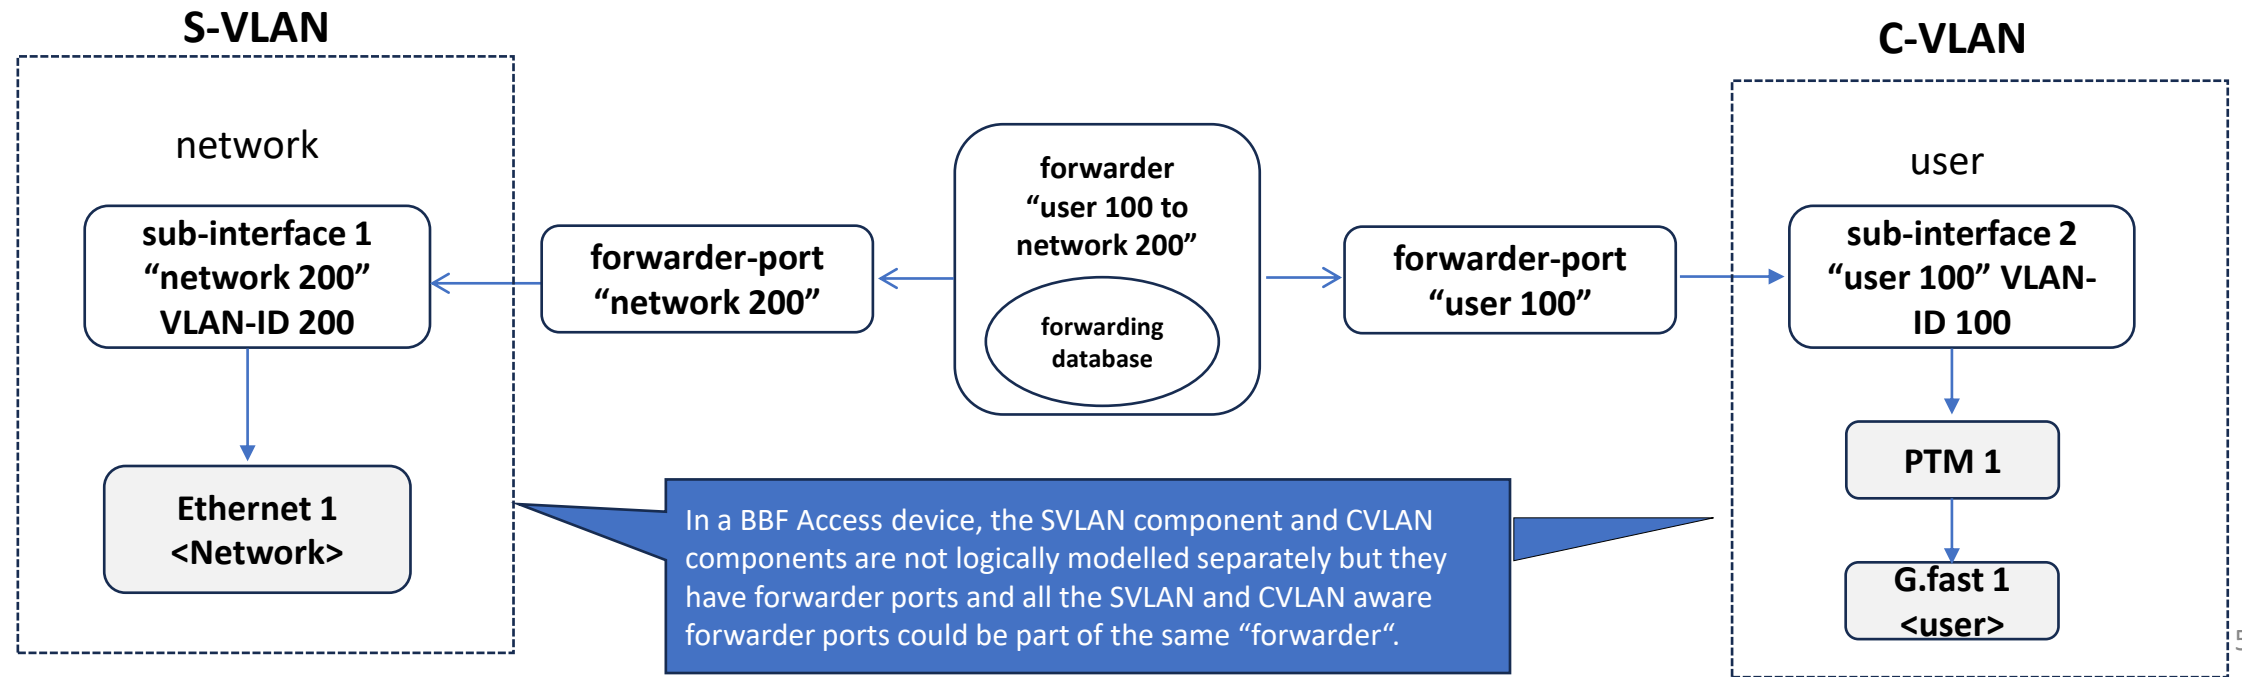 S-VLAN
C-VLAN
network
user
sub-interface 1
“network 200”
VLAN-ID 200
forwarder-port
“network 200”
forwarder
“user 100 to
network 200”
forwarding
database
forwarder-port
“user 100”
sub-interface 2
“user 100” VLAN-
ID 100
Ethernet 1
<Network>
PTM 1
G.fast 1
<user>
In a BBF Access device, the SVLAN component and CVLAN
components are not logically modelled separately but they
have forwarder ports and all the SVLAN and CVLAN aware
forwarder ports could be part of the same “forwarder“.
5